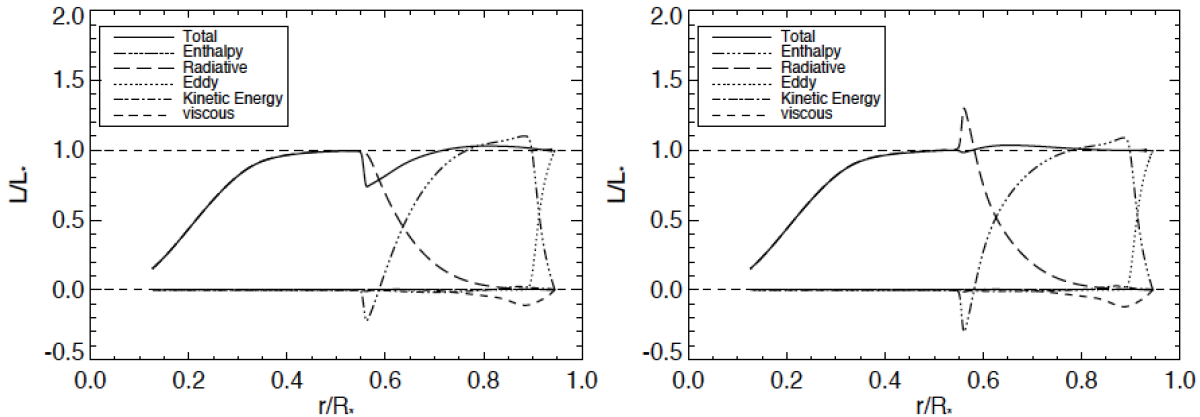 2.0
1.5
1.0
0.5
0.0
-0.5
L/L*
Total
Enthalpy
Radiative
Eddy
Kinetic Energy
viscous
0.0 0.2 0.4 0.6 0.8 1.0
r/R*
2.0
1.5
1.0
0.5
0.0
-0.5
L/L*
Total
Enthalpy
Radiative
Eddy
Kinetic Energy
viscous
0.0 0.2 0.4 0.6 0.8 1.0
r/R*